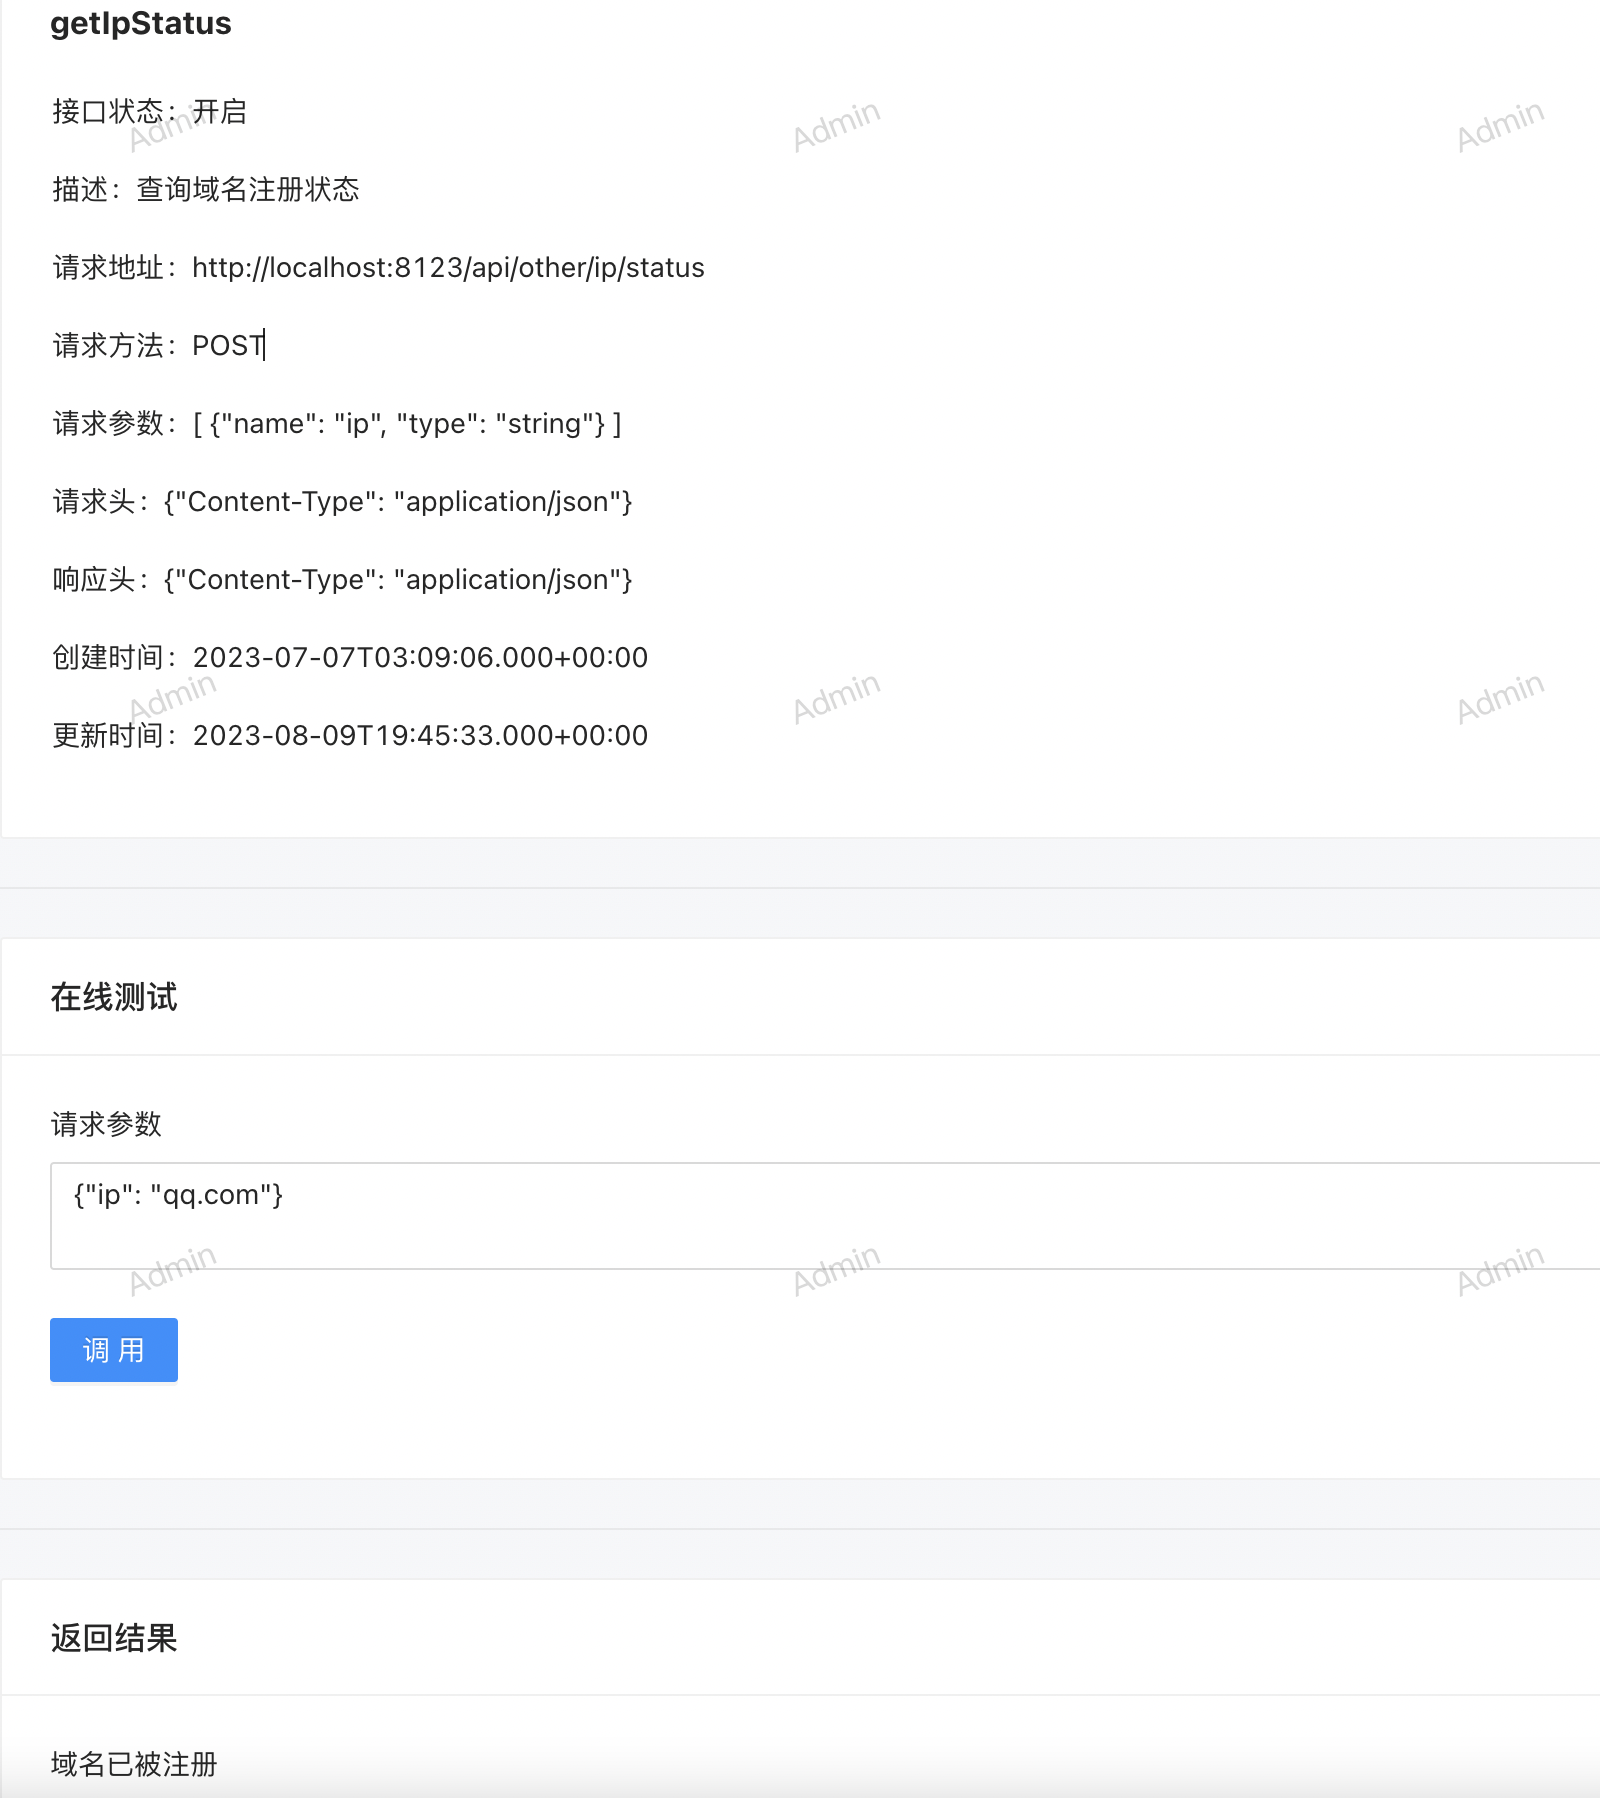 getIpStatus
接口状态：开启
Admin
Admin
Admin
描述：查询域名注册状态
请求地址：http://localhost:8123/api/other/ip/status
请求方法：POST
请求参数：[ {"name": "ip", "type": "string"} ]
请求头：{"Content-Type": "application/json"}
响应头：{"Content-Type": "application/json"}
创建时间：2023-07-07T03:09:06.000+00:00
Admin
Admin
Admin
更新时间：2023-08-09T19:45:33.000+00:00
在线测试
请求参数
{"ip": "qq.com"}
Admin
Admin
Admin
调 用
返回结果
域名已被注册